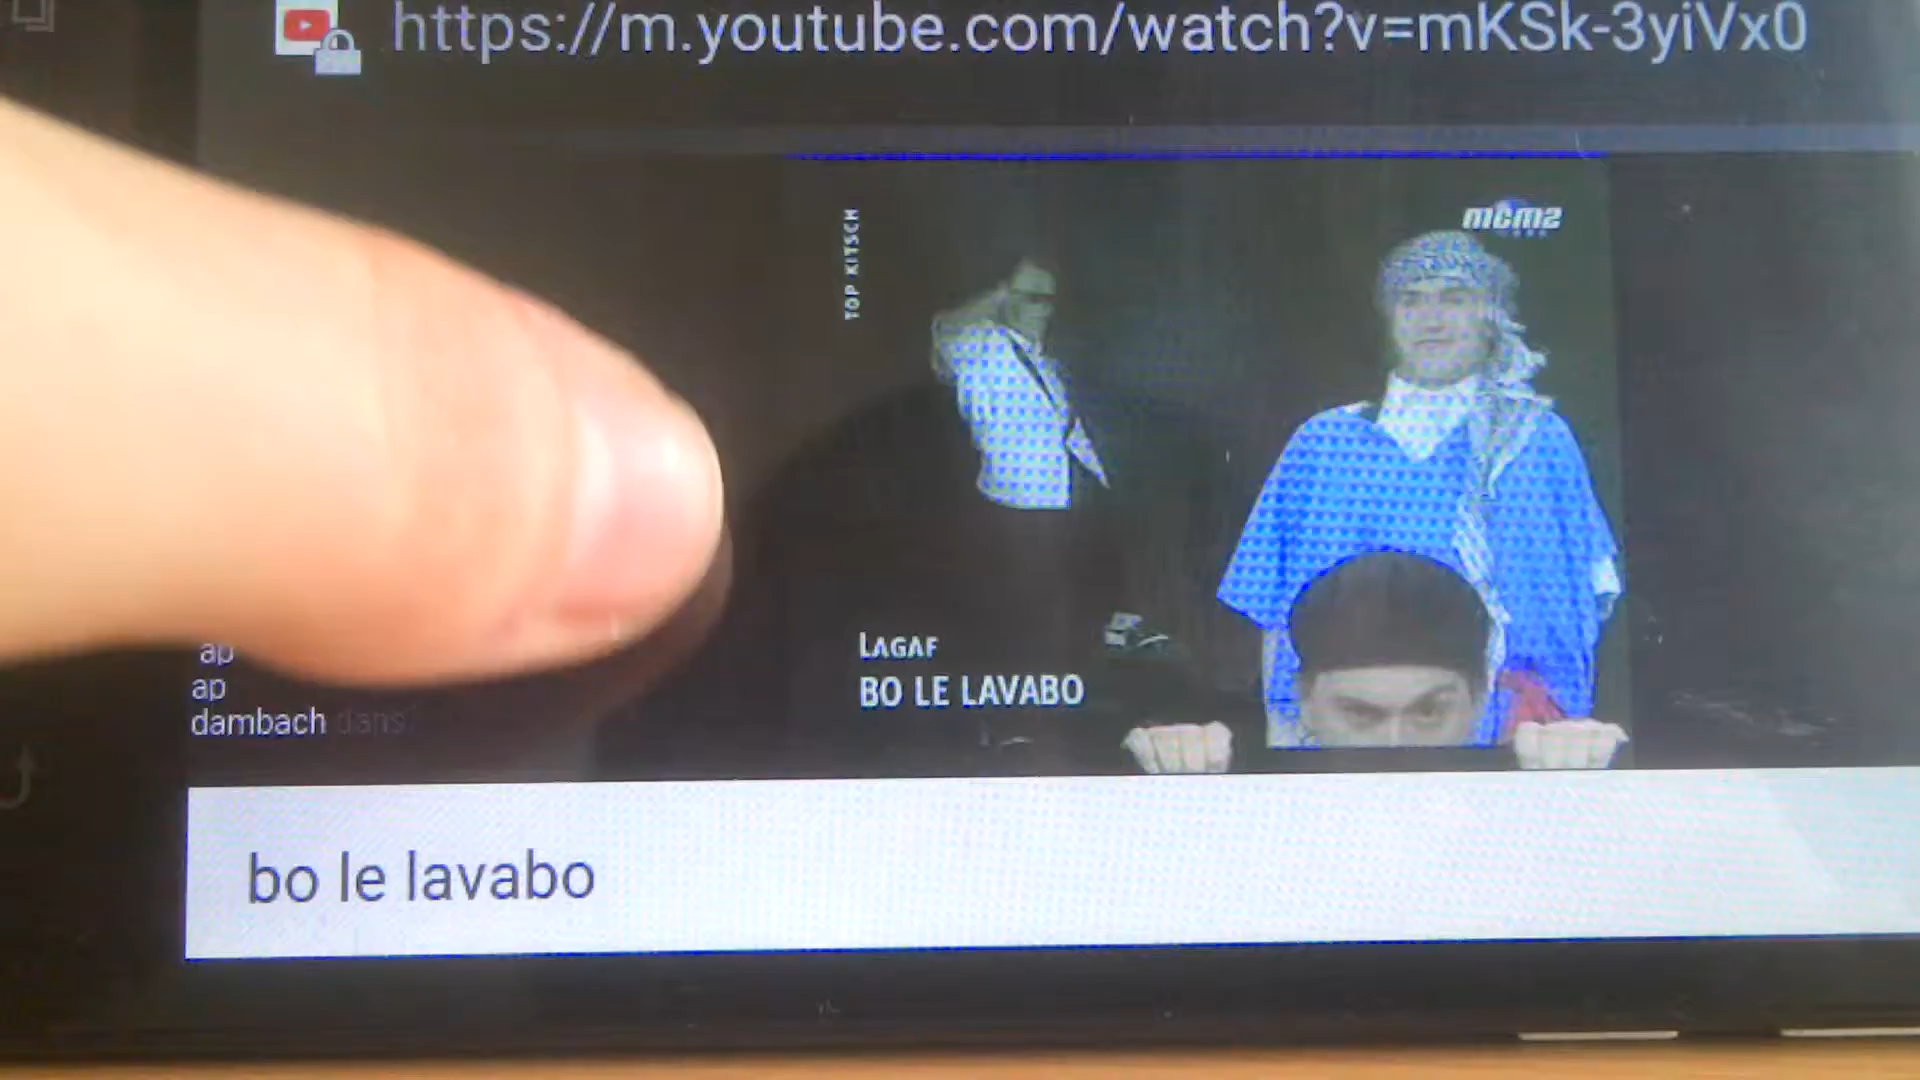 https://m.youtube.com/watch?v=mKSk-3yiVx0
mcm2
TOP KITSCH
LAGAF
BO LE LAVABO
ap
ap
dambach dans
bo le lavabo